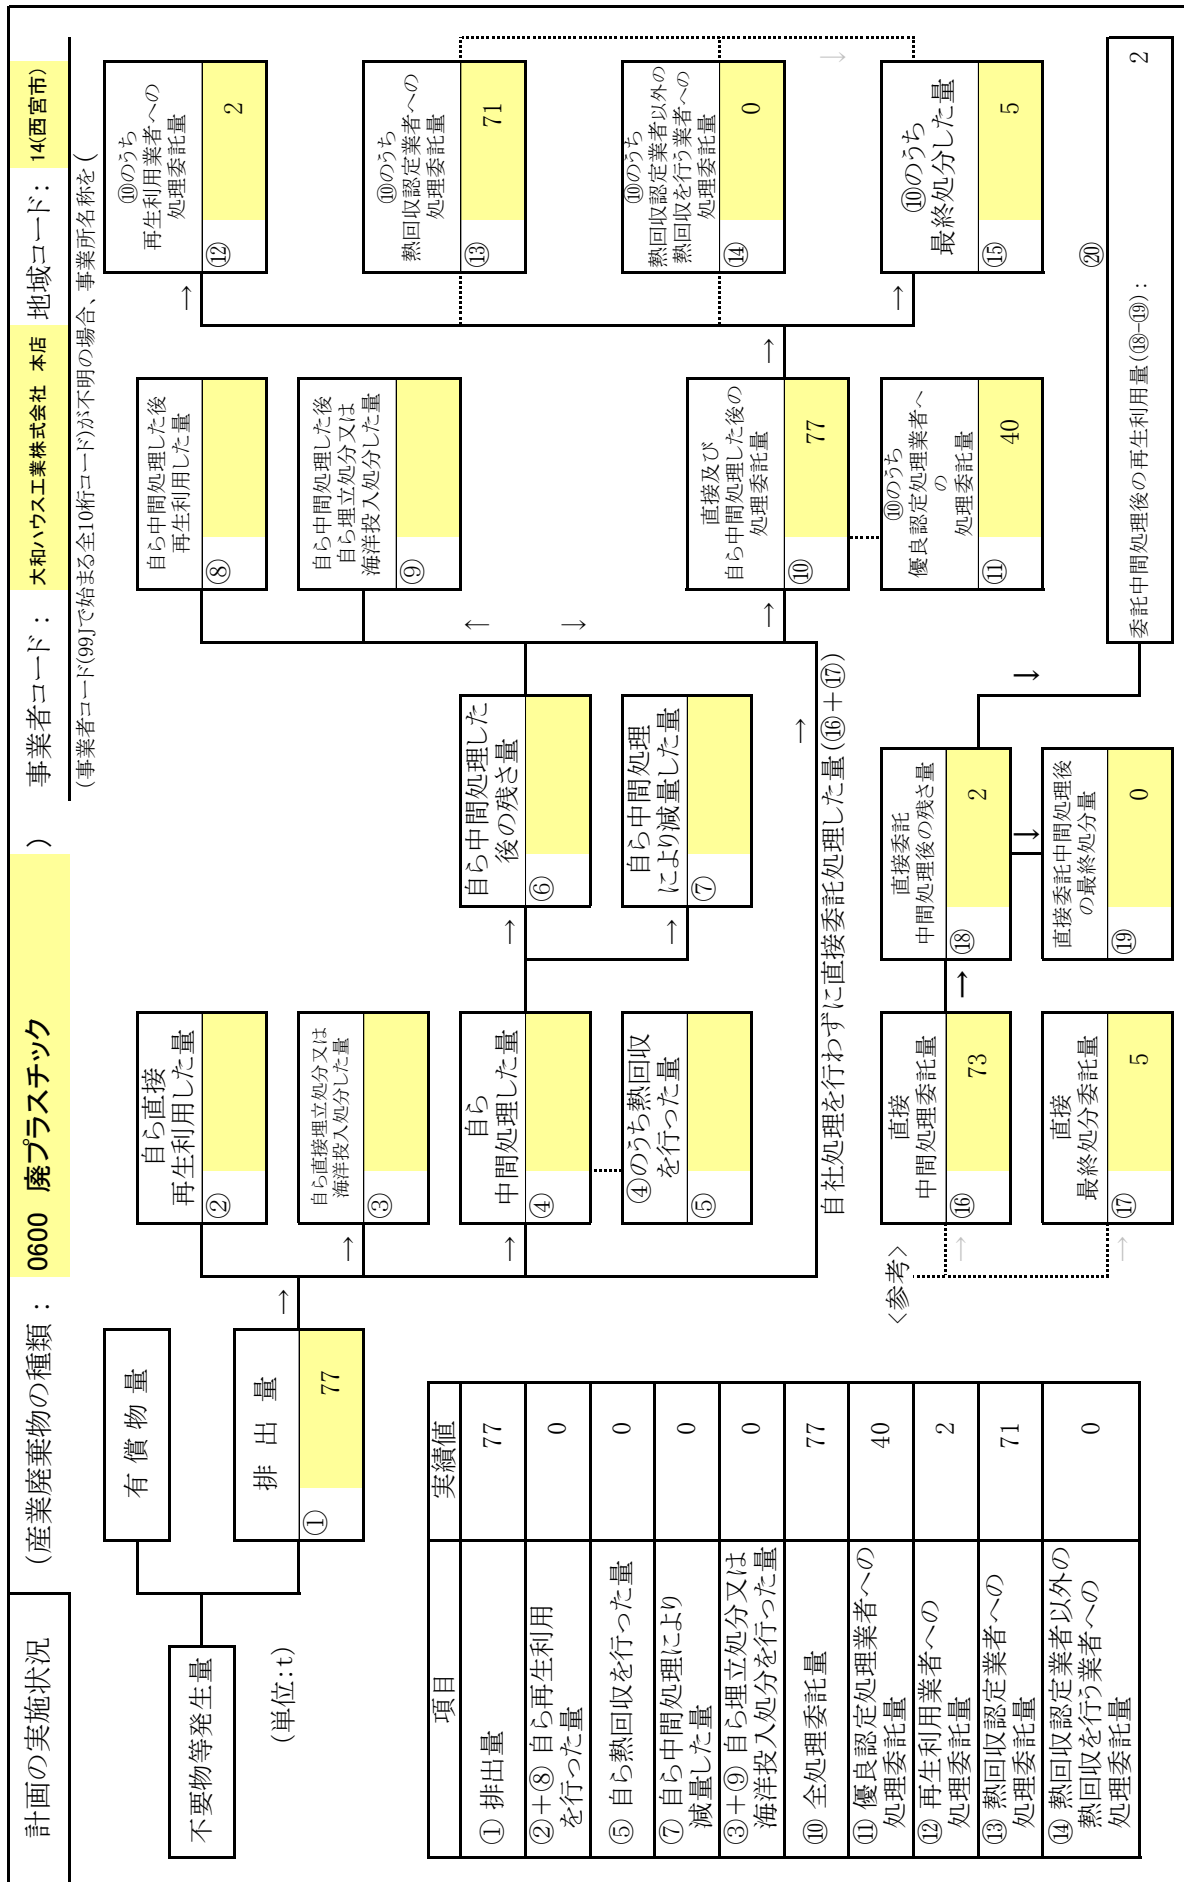 計画の実施状況
(産業廃棄物の種類：
0600 廃プラスチック
)
事業者コード：
大和ハウス工業株式会社 本店
地域コード：
14(西宮市)
(事業者コード(99｣で始まる全10桁コード)が不明の場合、事業所名称を(
不要物等発生量
(単位:t)
有 償 物 量
排 出 量
①
77
自ら直接
再生利用した量
②
自ら直接埋立処分又は
海洋投入処分した量
③
自ら
中間処理した量
④
④のうち熱回収
を行った量
⑤
自ら中間処理した
後の残さ量
⑥
自ら中間処理
により減量した量
⑦
自ら中間処理した後
再生利用した量
⑧
自ら中間処理した後
自ら埋立処分又は
海洋投入処分した量
⑨
直接及び
自ら中間処理した後の
処理委託量
⑩
77
⑩のうち
優良認定処理業者へ
の
処理委託量
⑪
40
⑩のうち
再生利用業者への
処理委託量
⑫
2
⑩のうち
熱回収認定業者への
処理委託量
⑬
71
⑩のうち
熱回収認定業者以外の
熱回収を行う業者への
処理委託量
⑭
0
⑩のうち
最終処分した量
⑮
5
自社処理を行わずに直接委託処理した量(⑯＋⑰)
<参考>
直接
中間処理委託量
⑯
73
直接
最終処分委託量
⑰
5
直接委託
中間処理後の残さ量
⑱
2
直接委託中間処理後
の最終処分量
⑲
0
⑳
委託中間処理後の再生利用量(⑱-⑲)：
2
項目
実績値
① 排出量
77
②＋⑧ 自ら再生利用
を行った量
0
⑤ 自ら熱回収を行った量
0
⑦ 自ら中間処理により
減量した量
0
③＋⑨ 自ら埋立処分又は
海洋投入処分を行った量
0
⑩ 全処理委託量
77
⑪ 優良認定処理業者への
処理委託量
40
⑫ 再生利用業者への
処理委託量
2
⑬ 熱回収認定業者への
処理委託量
71
⑭ 熱回収認定業者以外の
熱回収を行う業者への
処理委託量
0